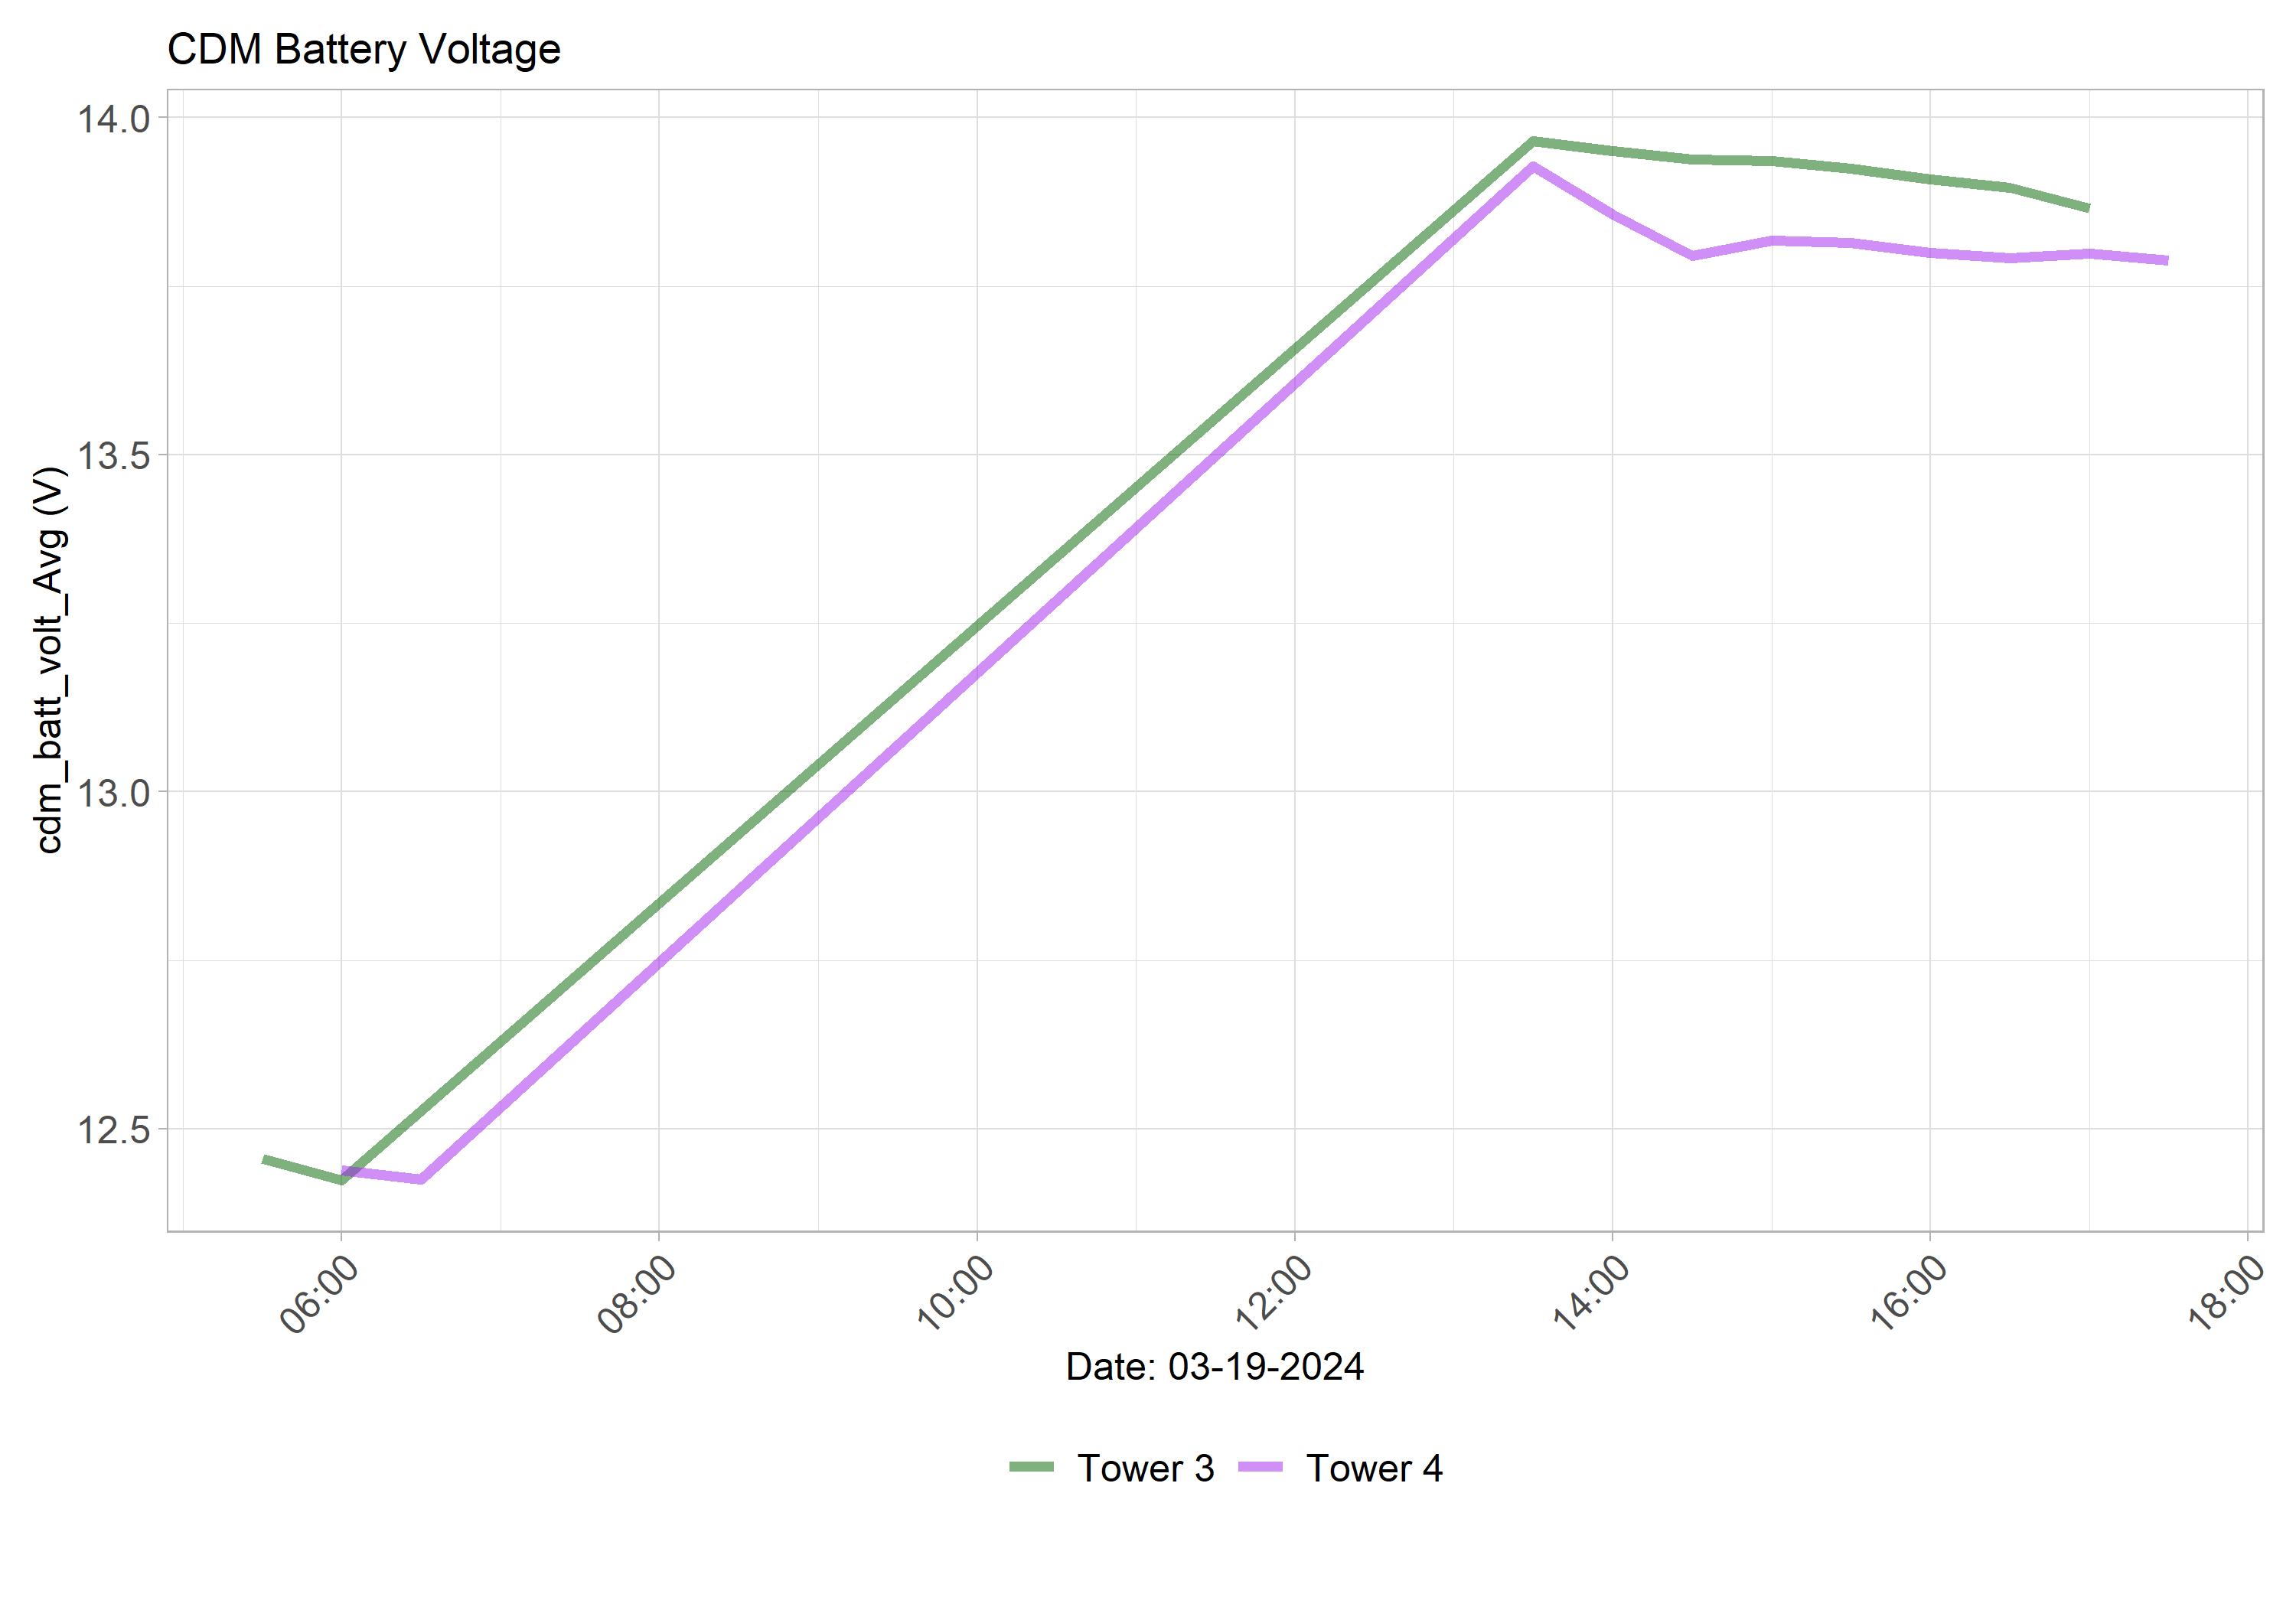 CDM Battery Voltage
14.0
13.5
13.0
12.5
cdm_batt_volt_Avg (V)
06:00
08:00
10:00
12:00
14:00
16:00
18:00
Date: 03-19-2024
Tower 3
Tower 4